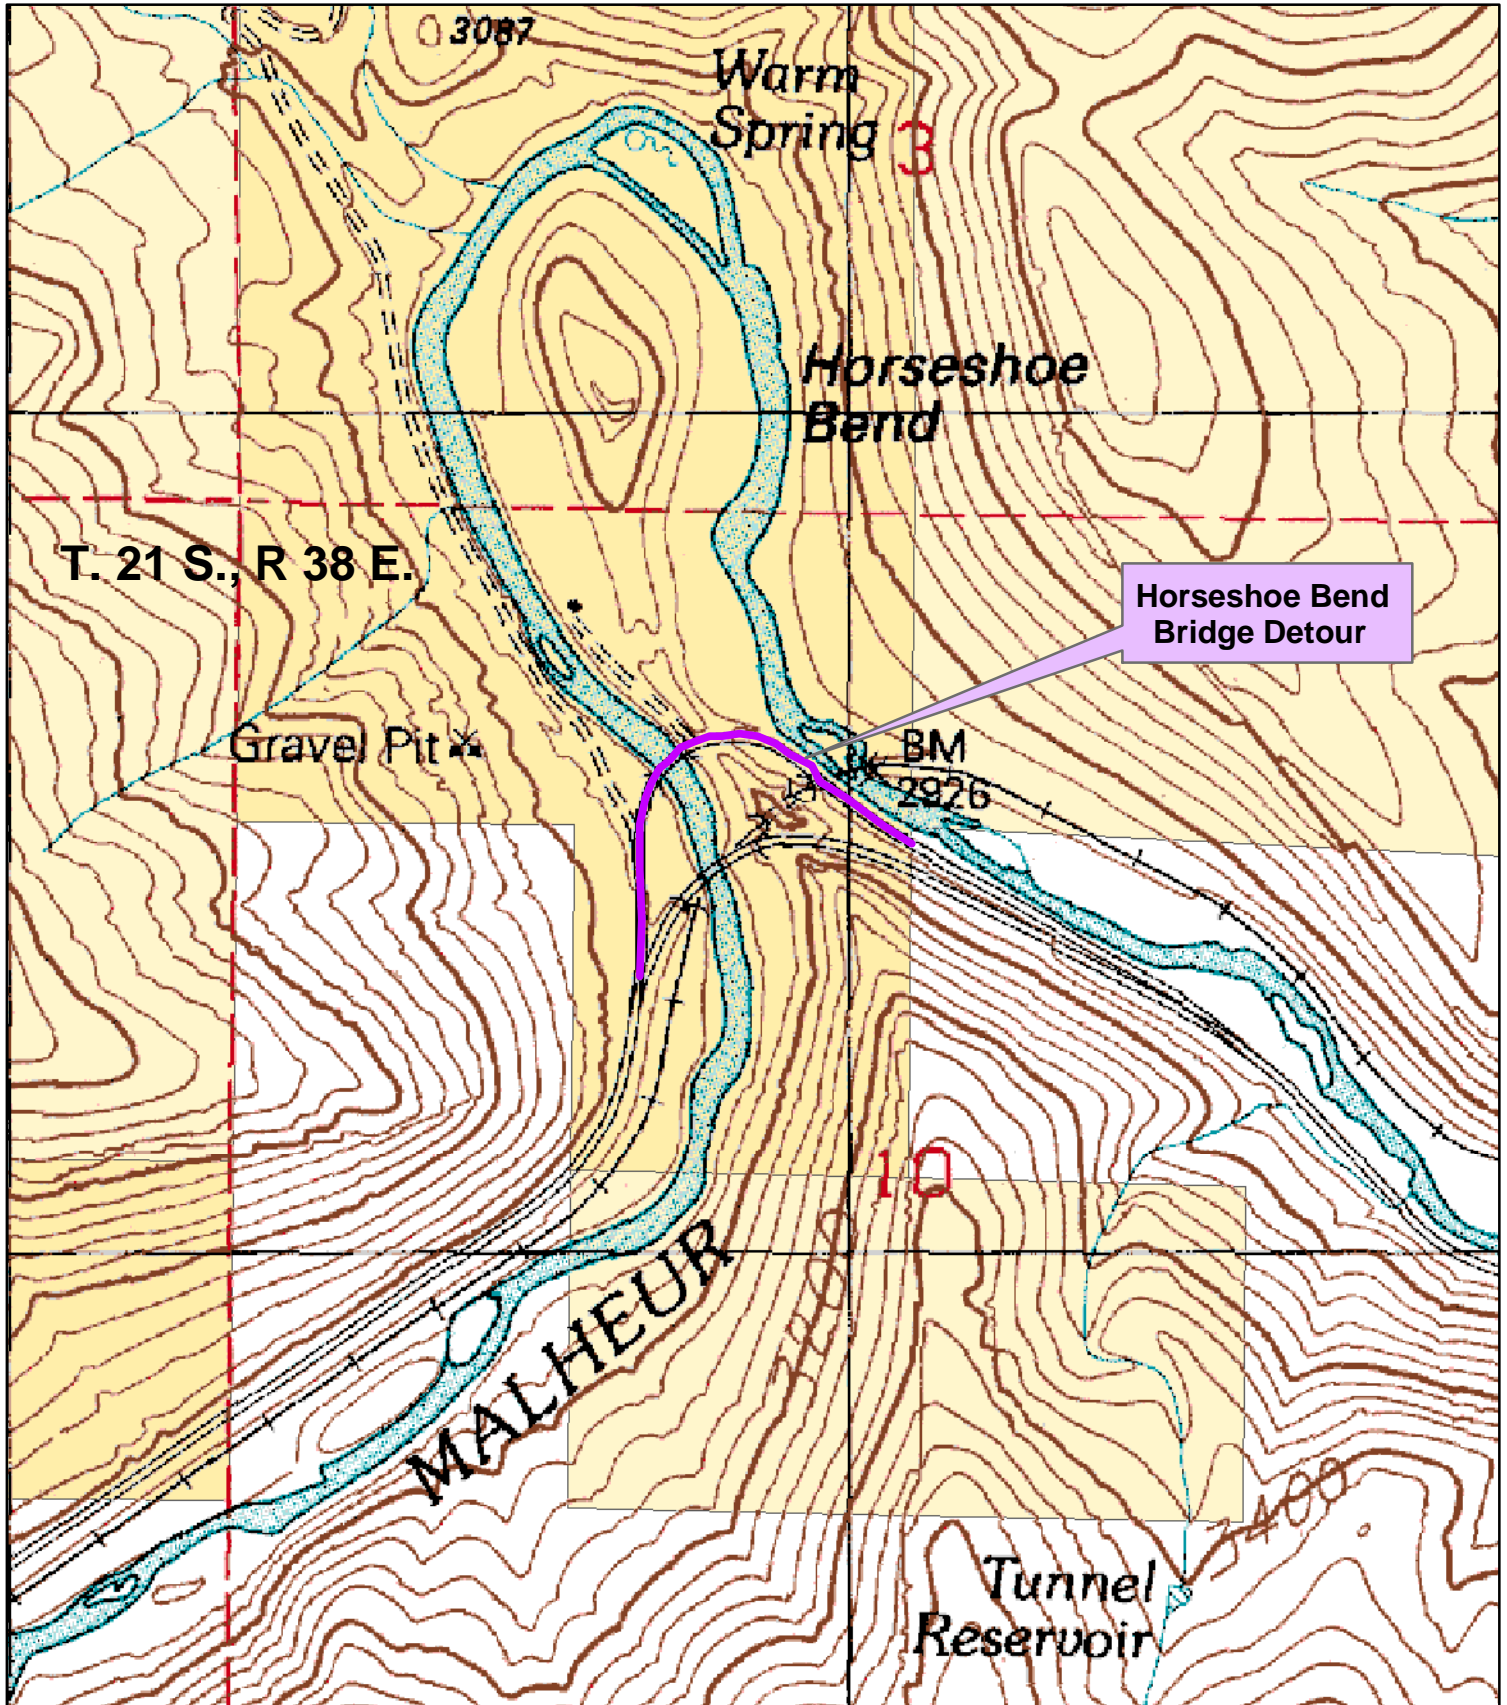 3087
Warm
Spring
3
Horseshoe
Bend
T. 21 S., R 38 E.
Horseshoe Bend
Bridge Detour
Gravel Pit
BM
2926
10
MALHEUR
3400
Tunnel
Reservoir